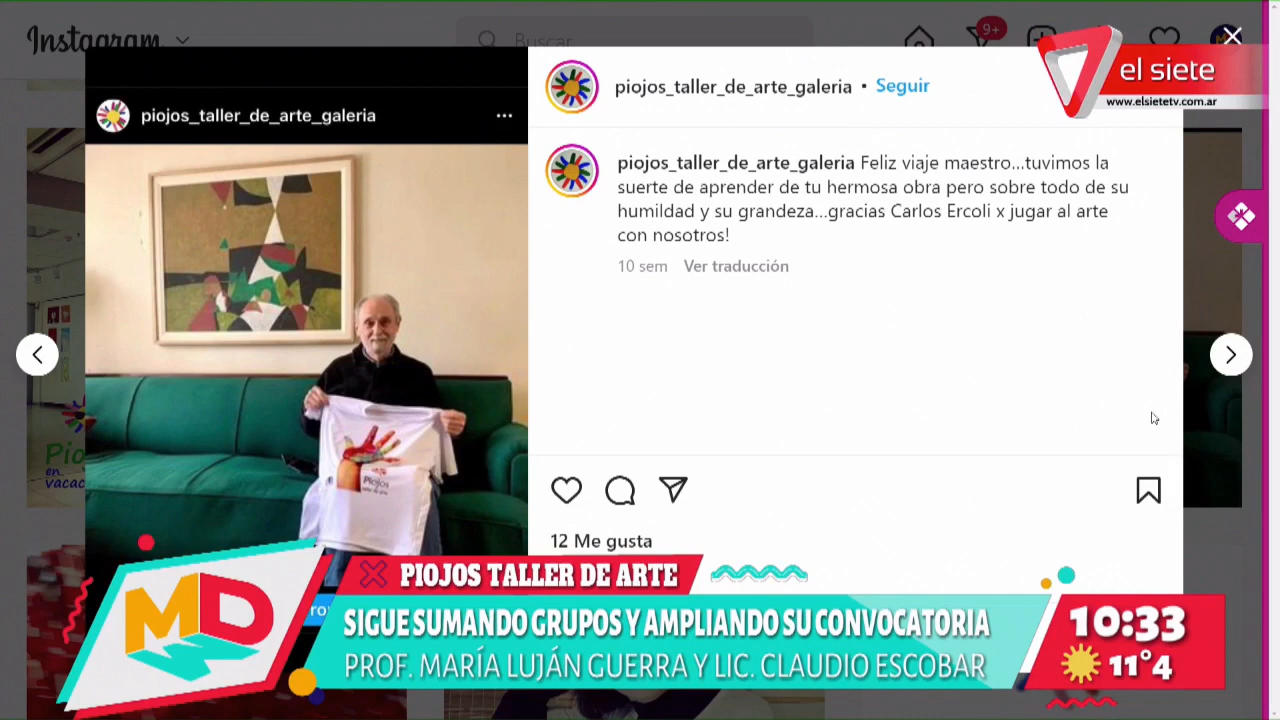 Instagram
Buscar
9+
el siete
www.elsietetv.com.ar
piojos_taller_de_arte_galeria
piojos_taller_de_arte_galeria • Seguir
piojos_taller_de_arte_galeria Feliz viaje maestro...tuvimos la
suerte de aprender de tu hermosa obra pero sobre todo de su
humildad y su grandeza...gracias Carlos Ercoli x jugar al arte
con nosotros!
10 sem Ver traducción
Piojos
12 Me gusta
Pio
en
vacac
MD
PIOJOS TALLER DE ARTE
SIGUE SUMANDO GRUPOS Y AMPLIANDO SU CONVOCATORIA
PROF. MARÍA LUJÁN GUERRA Y LIC. CLAUDIO ESCOBAR
10:33
11°4